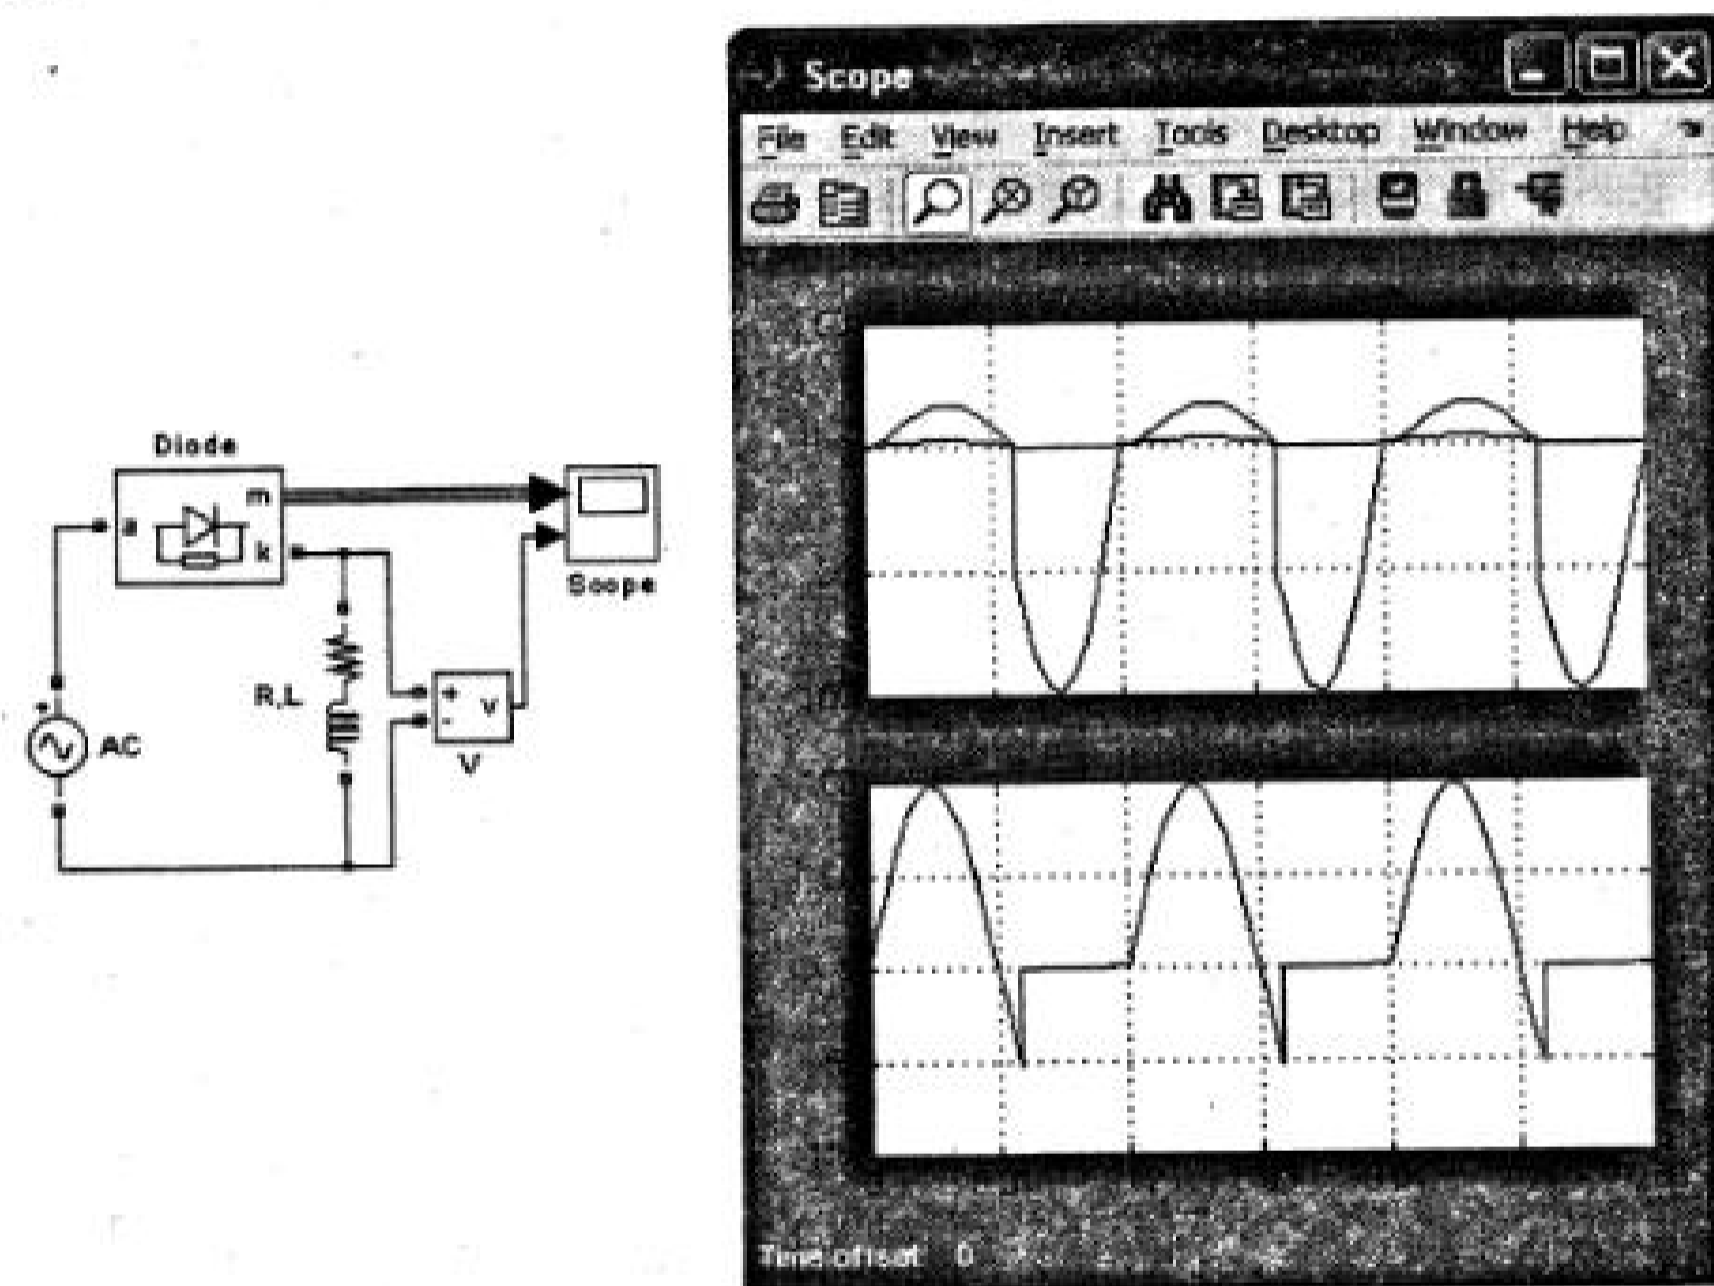 Diode
m
a
k
Scope
R,L
+
v
-
AC
V
Scope
File Edit View Insert Tools Desktop Window Help
Time offset 0